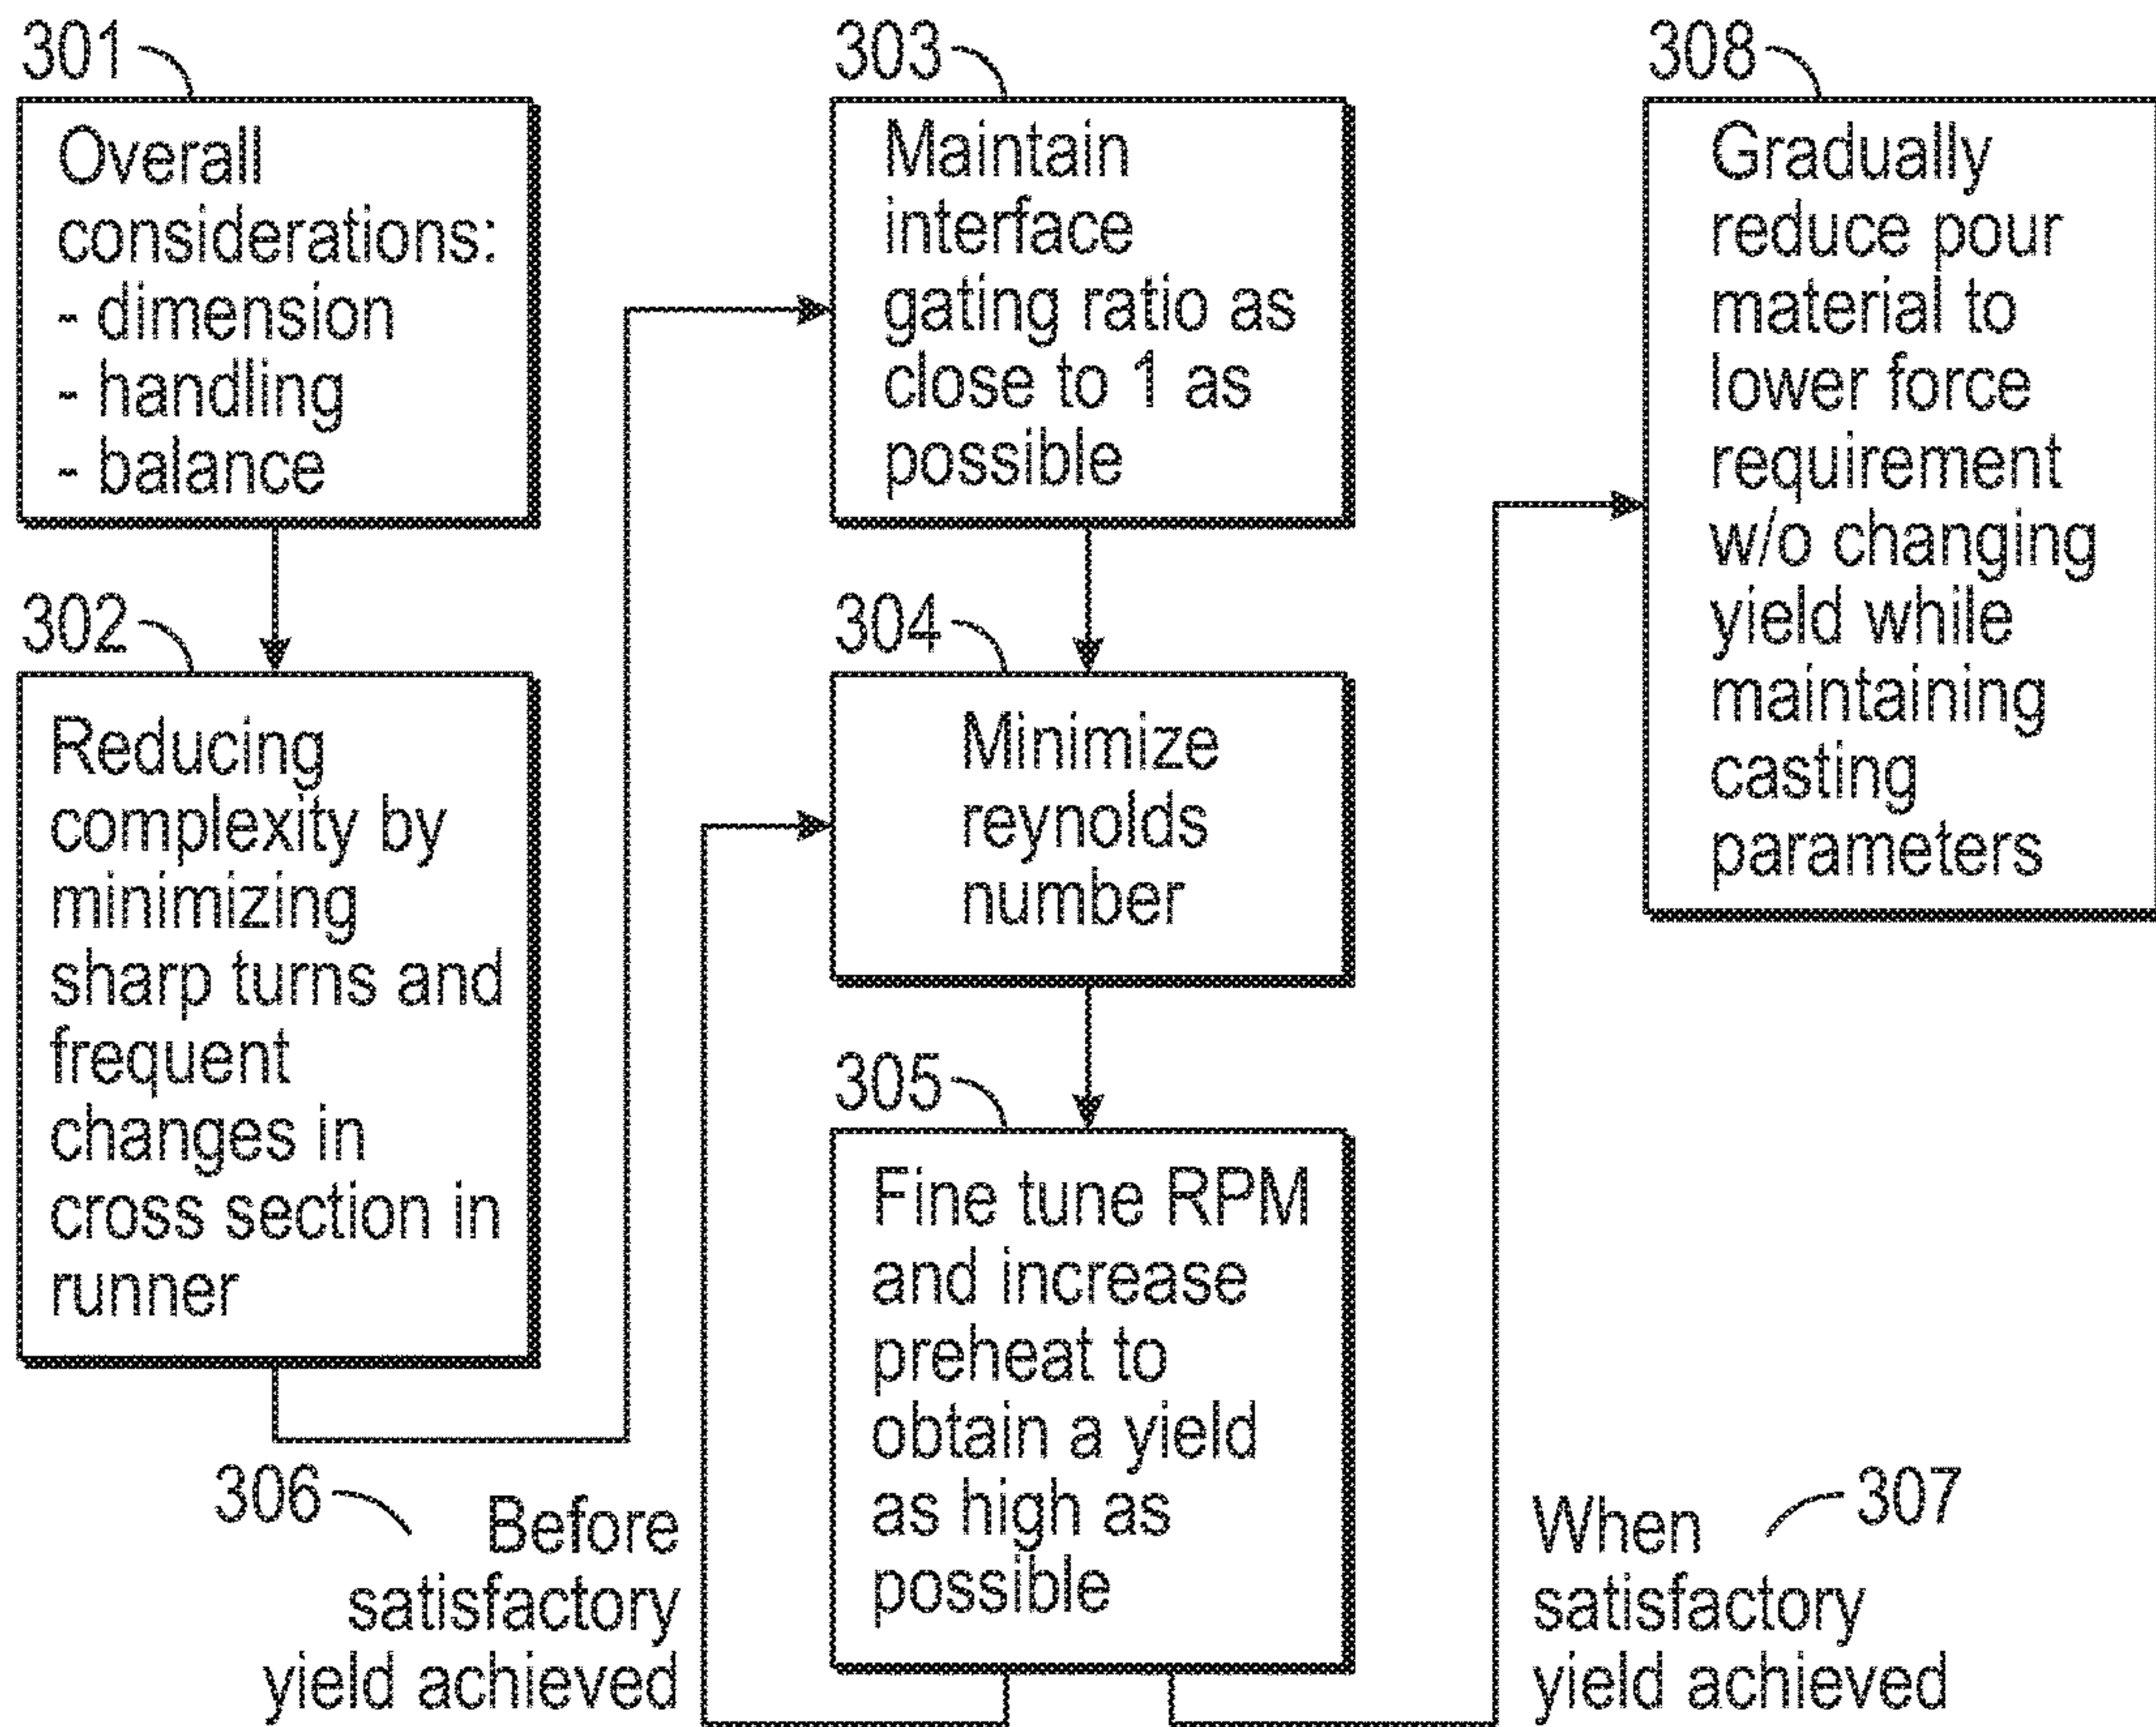 301
Overall
considerations:
- dimension
- handling
- balance
302
Reducing
complexity by
minimizing
sharp turns and
frequent
changes in
cross section in
runner
303
Maintain
interface
gating ratio as
close to 1 as
possible
304
Minimize
reynolds
number
305
Fine tune RPM
and increase
preheat to
obtain a yield
as high as
possible
306
Before
satisfactory
yield achieved
307
When
satisfactory
yield achieved
308
Gradually
reduce pour
material to
lower force
requirement
w/o changing
yield while
maintaining
casting
parameters